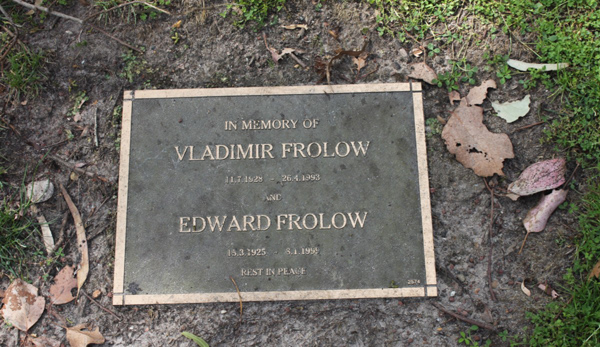 IN MEMORY OF
VLADIMIR FROLOW
11.7.1928 - 26.4.1993
AND
EDWARD FROLOW
15.3.1925 -
REST IN PEACE